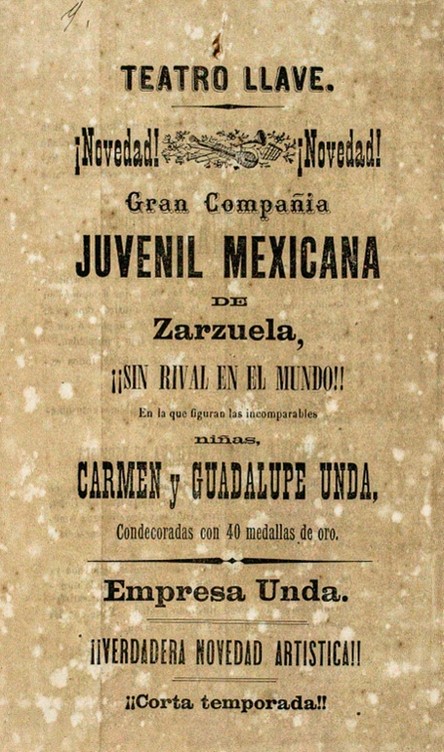 TEATRO LLAVE.
¡Novedad! ¡Novedad!
Gran Compañia
JUVENIL MEXICANA
DE
Zarzuela,
¡¡SIN RIVAL EN EL MUNDO!!
En la que figuran las incomparables
niñas,
CARMEN y GUADALUPE UNDA,
Condecoradas con 40 medallas de oro.
Empresa Unda.
¡¡VERDADERA NOVEDAD ARTISTICA!!
¡¡Corta temporada!!